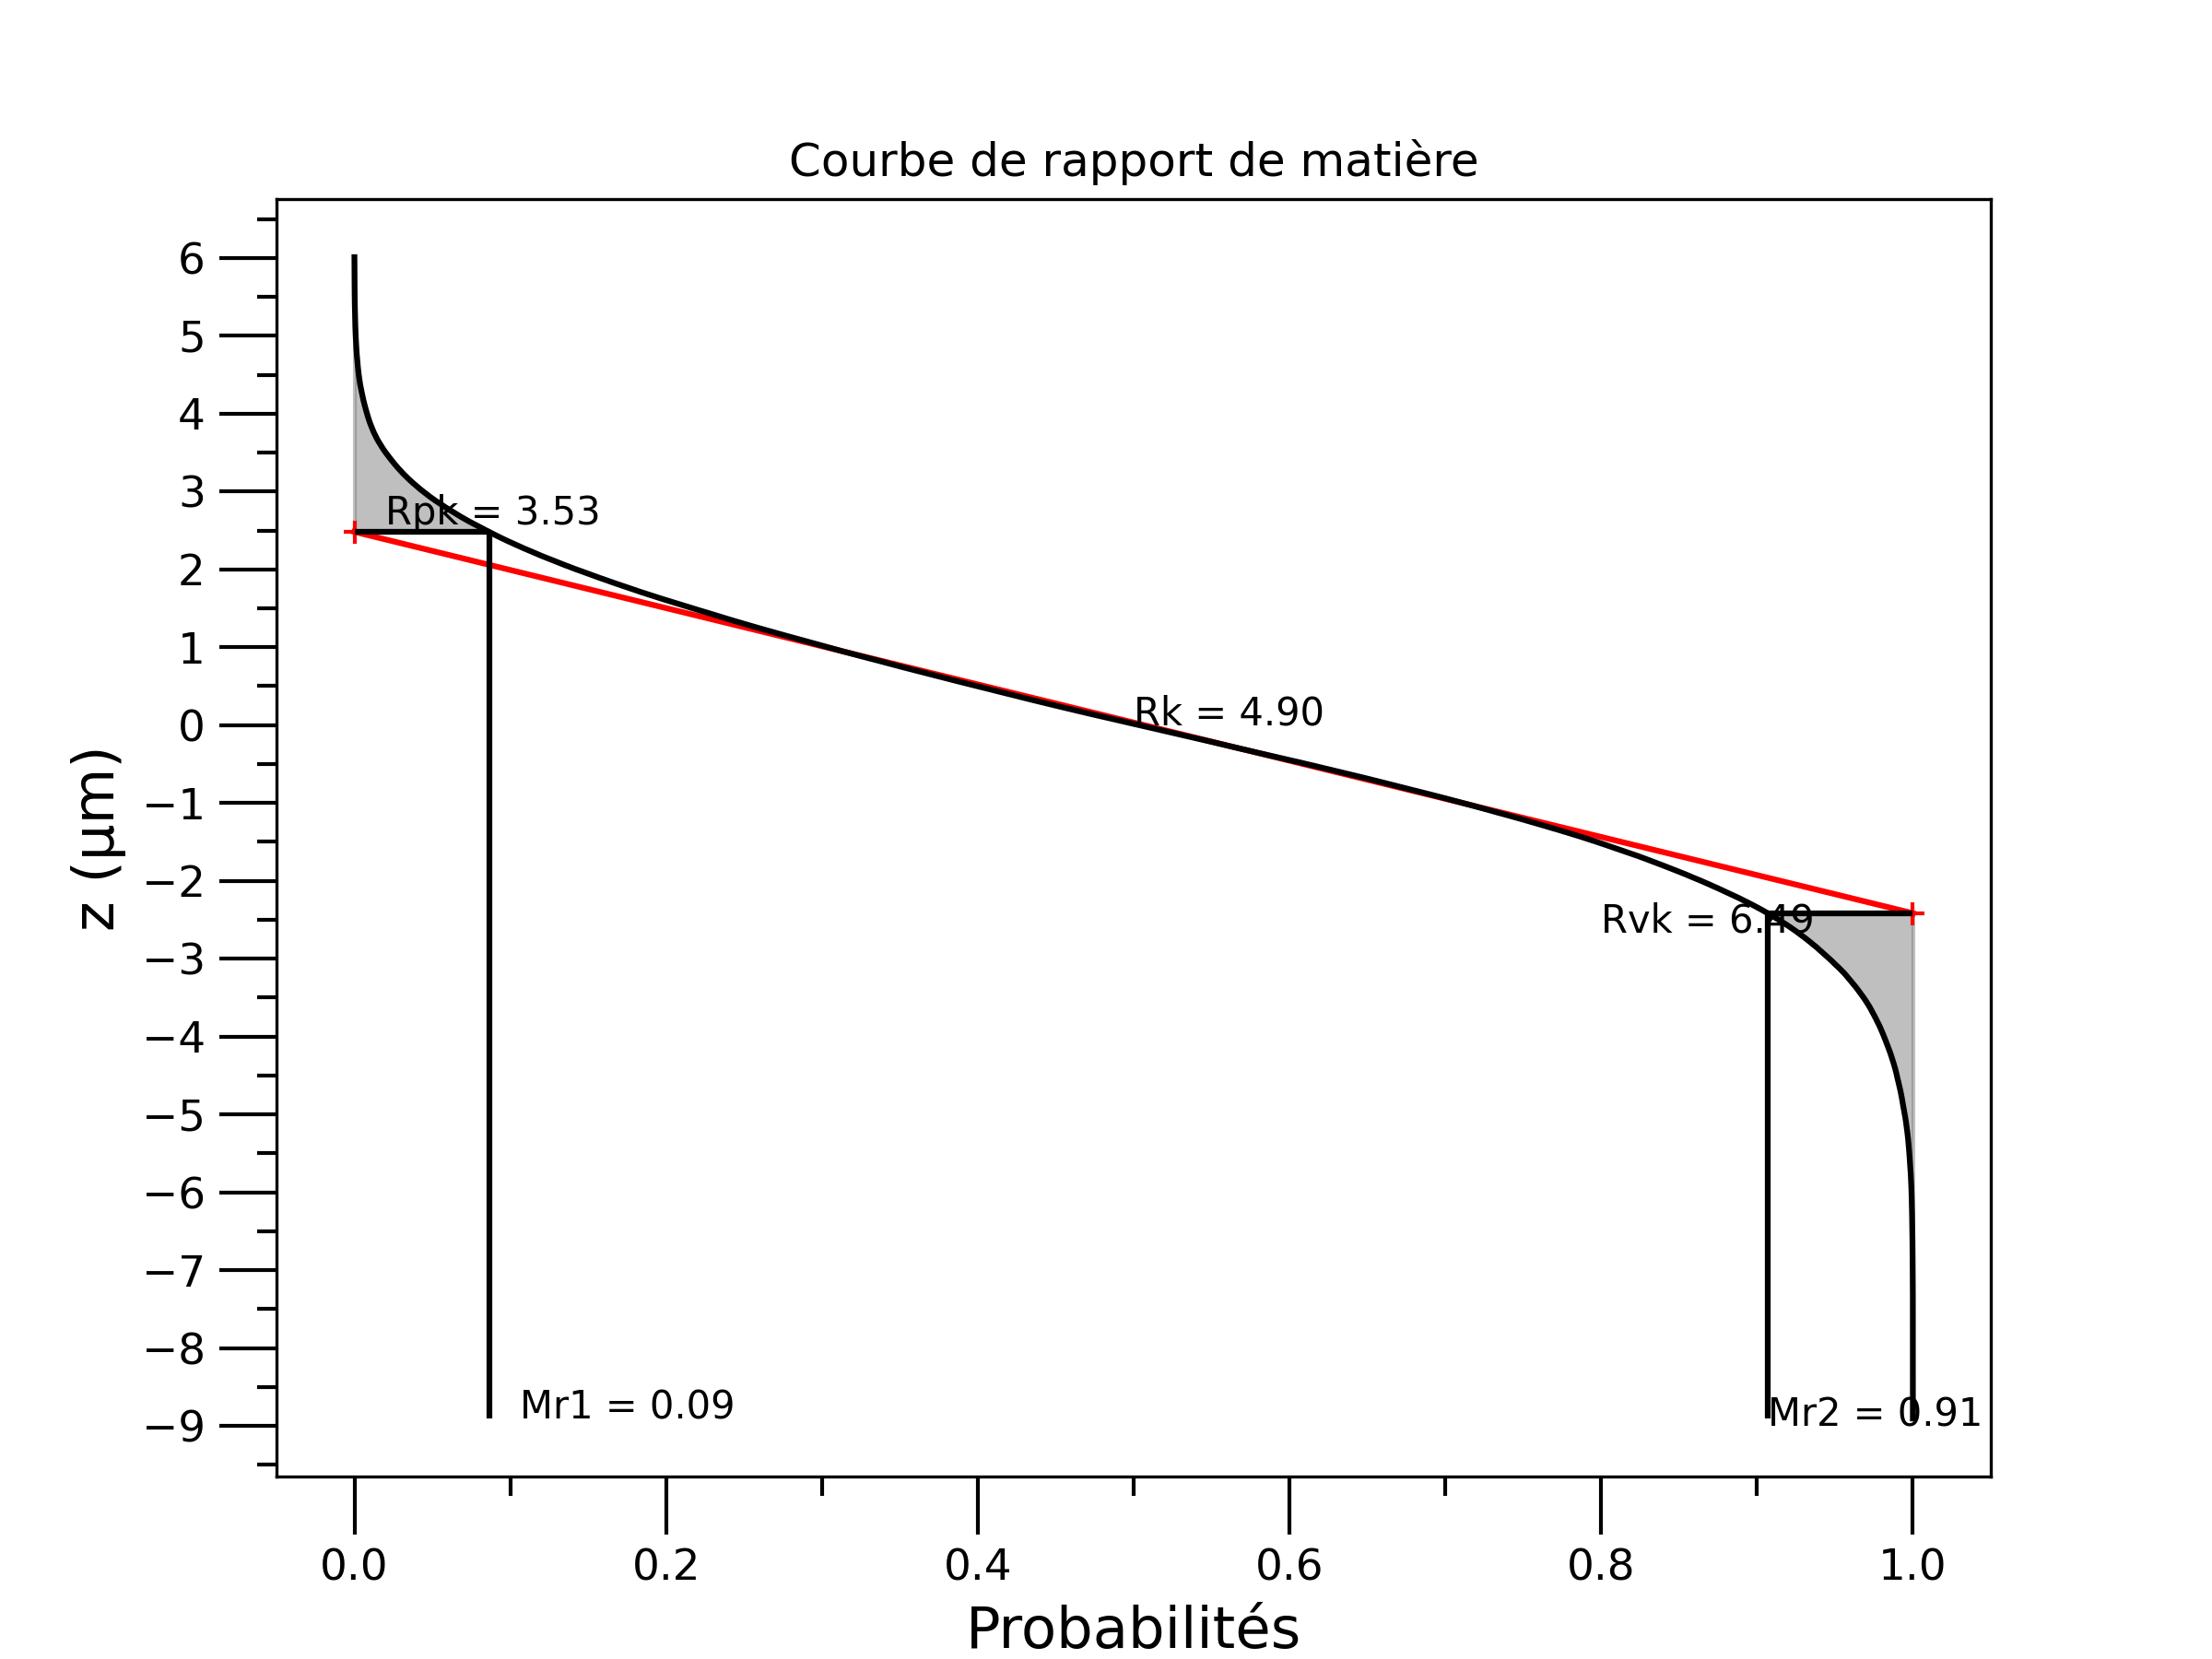 Courbe de rapport de matière
6
5
4
3
2
1
0
−1
−2
−3
−4
−5
−6
−7
−8
−9
z (μm)
Rpk = 3.53
Rk = 4.90
Rvk = 6.49
Mr1 = 0.09
Mr2 = 0.91
0.0 0.2 0.4 0.6 0.8 1.0
Probabilités